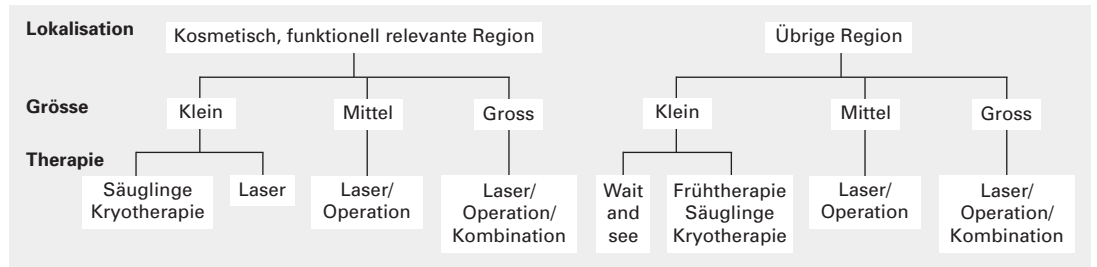 Lokalisation
Kosmetisch, funktionell relevante Region
Übrige Region
Grösse
Klein
Mittel
Gross
Klein
Mittel
Gross
Therapie
Säuglinge
Kryotherapie
Laser
Laser/
Operation
Laser/
Operation/
Kombination
Wait
and
see
Frühtherapie
Säuglinge
Kryotherapie
Laser/
Operation
Laser/
Operation/
Kombination